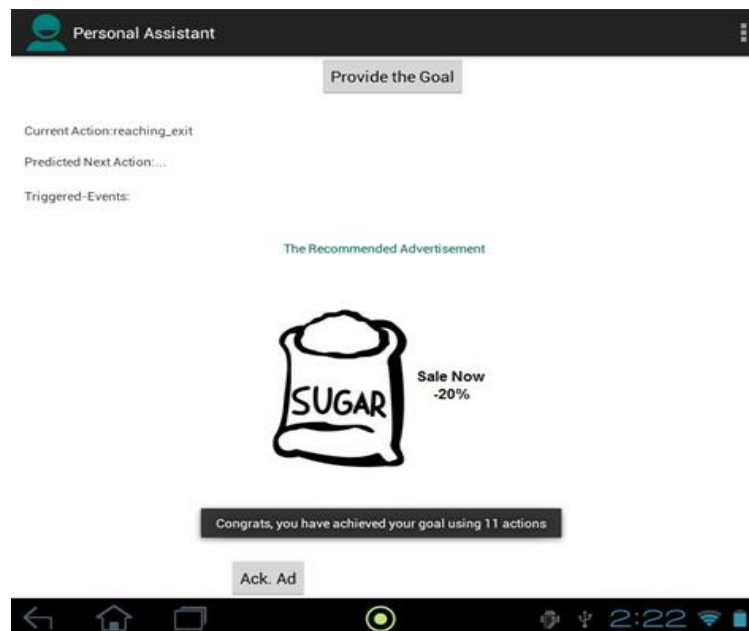 Personal Assistant
Provide the Goal
Current Action:reaching_exit
Predicted Next Action:...
Triggered-Events:
The Recommended Advertisement
SUGAR
Sale Now
-20%
Congrats, you have achieved your goal using 11 actions
Ack. Ad
2:22